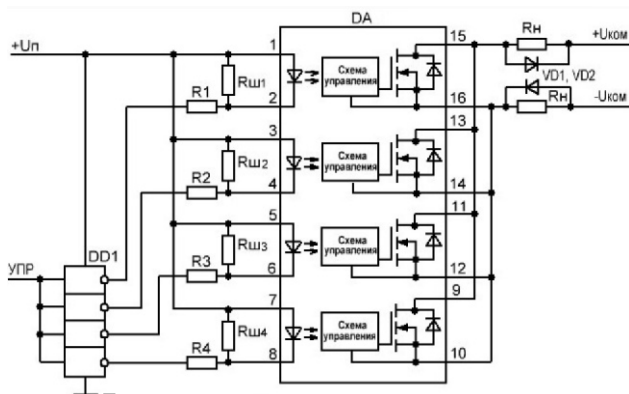 DA
+Uп
1
15
Rн
+Uком
Rш1
Схема
управления
R1
2
16
VD1, VD2
Rн
-Uком
3
13
Rш2
Схема
управления
R2
4
14
5
11
DD1
Rш3
Схема
управления
УПР
R3
6
12
7
9
Rш4
Схема
управления
R4
8
10